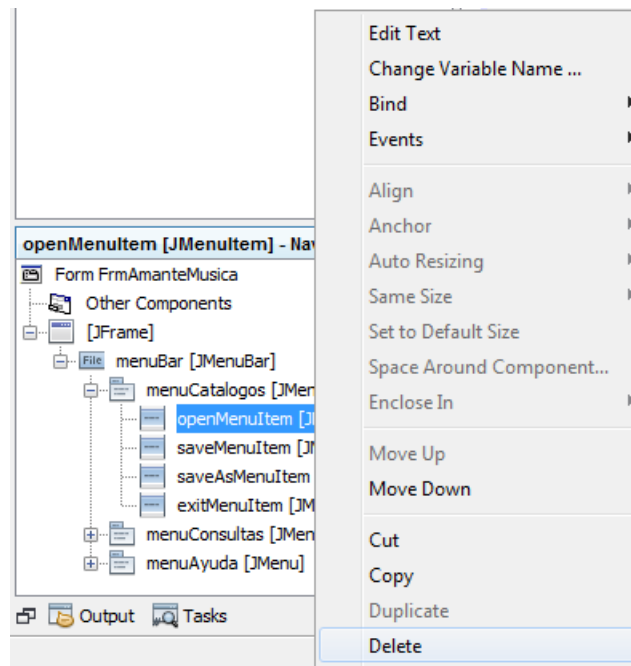 Edit Text
Change Variable Name ...
Bind
Events
Align
Anchor
Auto Resizing
Same Size
Set to Default Size
Space Around Component...
Enclose In
Move Up
Move Down
Cut
Copy
Duplicate
Delete
openMenuItem [JMenuItem] - Nav
Form FrmAmanteMusica
Other Components
[JFrame]
File menuBar [JMenuBar]
menuCatalogos [JMen
openMenuItem [J
saveMenuItem [J
saveAsMenuItem
exitMenuItem [JM
menuConsultas [JMen
menuAyuda [JMenu]
Output Tasks